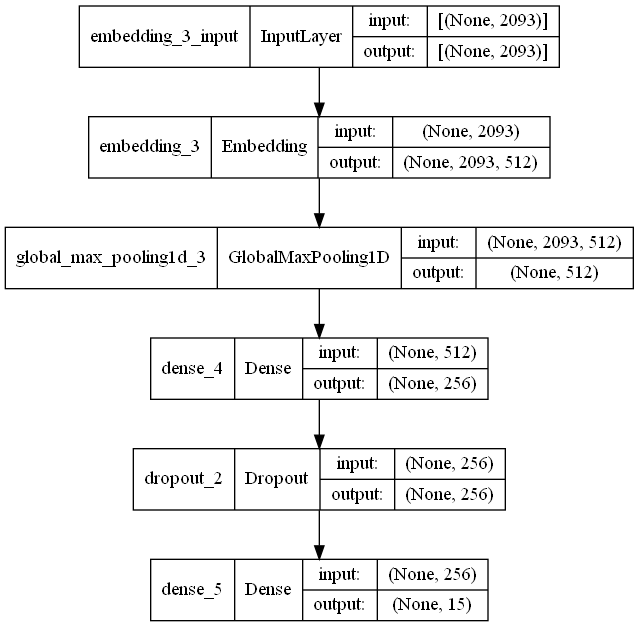 embedding_3_input InputLayer input: [(None, 2093)]
output: [(None, 2093)]
embedding_3 Embedding input: (None, 2093)
output: (None, 2093, 512)
global_max_pooling1d_3 GlobalMaxPooling1D input: (None, 2093, 512)
output: (None, 512)
dense_4 Dense input: (None, 512)
output: (None, 256)
dropout_2 Dropout input: (None, 256)
output: (None, 256)
dense_5 Dense input: (None, 256)
output: (None, 15)